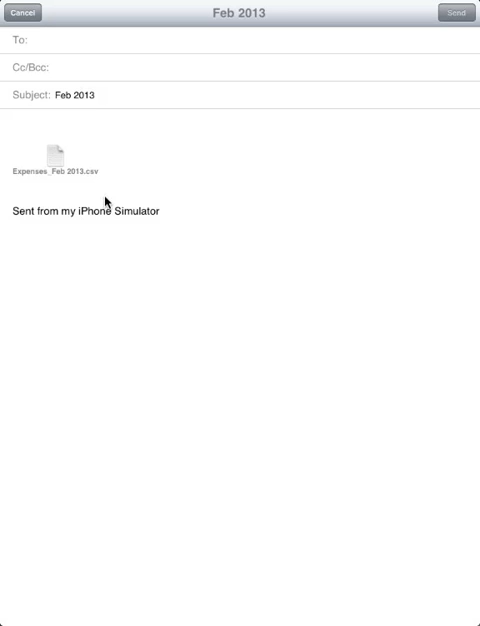 Cancel Feb 2013 Send
To:
Cc/Bcc:
Subject: Feb 2013
Expenses_Feb 2013.csv
Sent from my iPhone Simulator